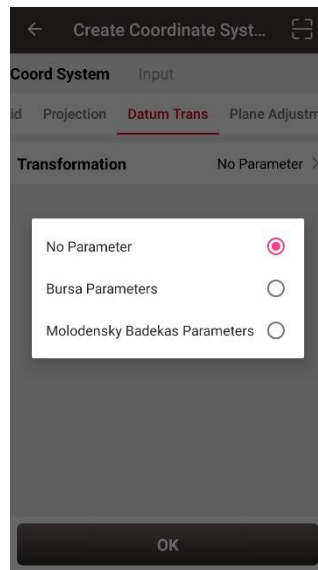 Create Coordinate Syst...
Coord System Input
id Projection Datum Trans Plane Adjustm
Transformation No Parameter
No Parameter
Bursa Parameters
Molodensky Badekas Parameters
OK